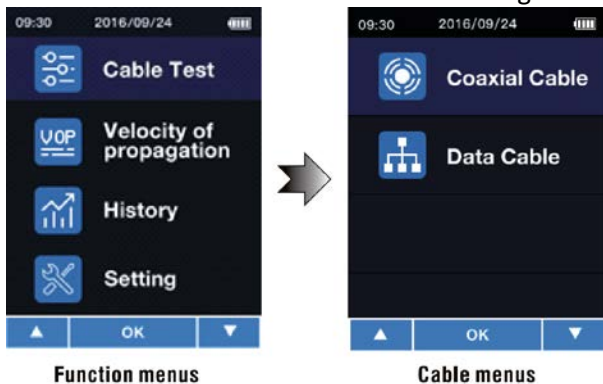 09:30 2016/09/24
Cable Test
VOP
Velocity of
propagation
History
Setting
OK
Function menus
09:30 2016/09/24
Coaxial Cable
Data Cable
OK
Cable menus